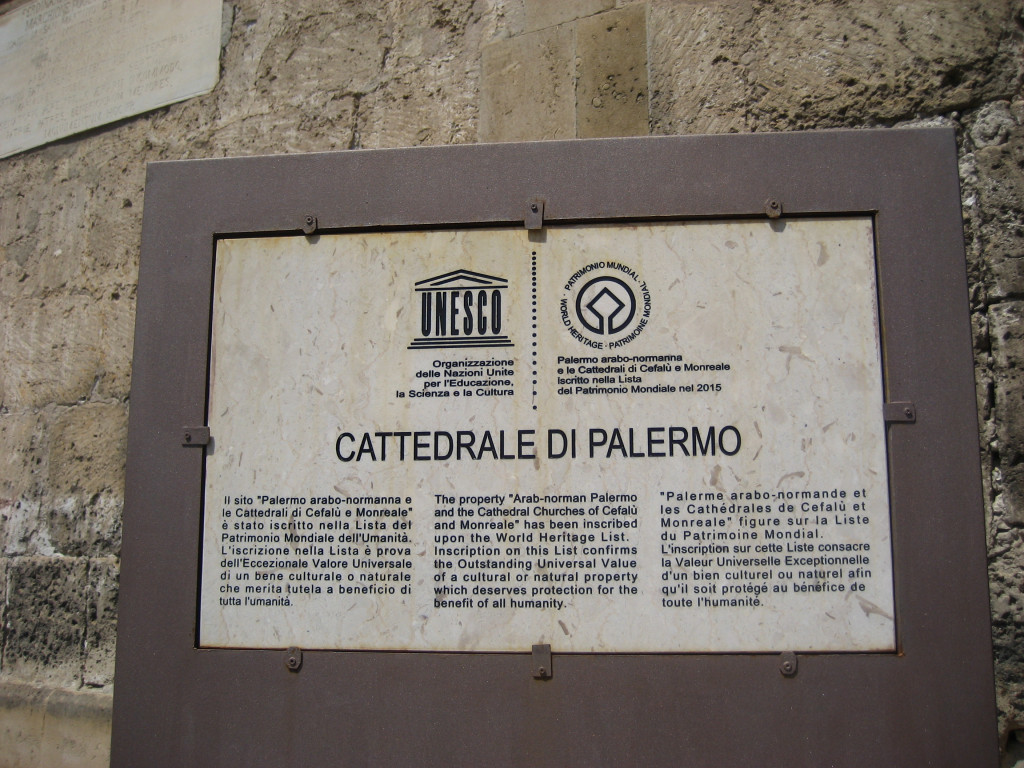 UNESCO
Organizzazione
delle Nazioni Unite
per l'Educazione,
la Scienza e la Cultura
PATRIMONIO MUNDIAL · WORLD HERITAGE · PATRIMOINE MONDIAL ·
Palermo arabo-normanna
e le Cattedrali di Cefalù e Monreale
Iscritto nella Lista
del Patrimonio Mondiale nel 2015
CATTEDRALE DI PALERMO
Il sito "Palermo arabo-normanna e
le Cattedrali di Cefalù e Monreale"
è stato iscritto nella Lista del
Patrimonio Mondiale dell'Umanità.
L'iscrizione nella Lista è prova
dell'Eccezionale Valore Universale
di un bene culturale o naturale
che merita tutela a beneficio di
tutta l'umanità.
The property "Arab-norman Palermo
and the Cathedral Churches of Cefalù
and Monreale" has been inscribed
upon the World Heritage List.
Inscription on this List confirms
the Outstanding Universal Value
of a cultural or natural property
which deserves protection for the
benefit of all humanity.
"Palerme arabo-normande et
les Cathédrales de Cefalù et
Monreale" figure sur la Liste
du Patrimoine Mondial.
L'inscription sur cette Liste consacre
la Valeur Universelle Exceptionnelle
d'un bien culturel ou naturel afin
qu'il soit protégé au bénéfice de
toute l'humanité.